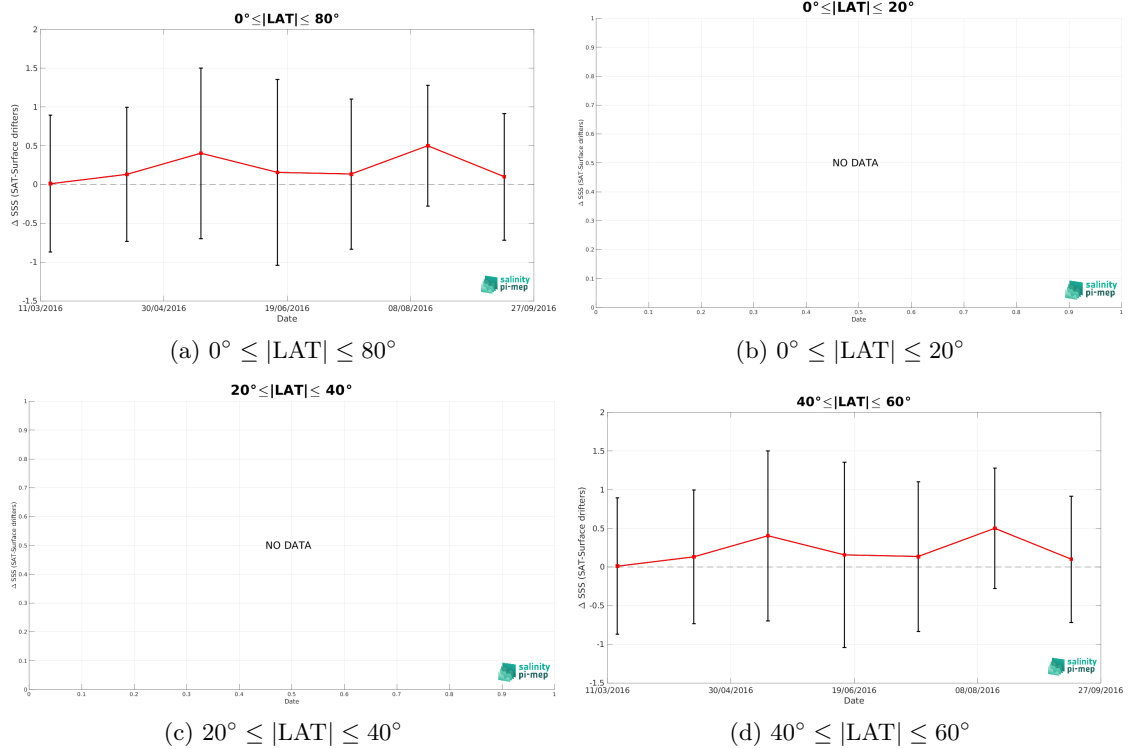 0°≤|LAT|≤ 80°
2
1.5
1
0.5
0
-0.5
-1
-1.5
Δ SSS (SAT-Surface drifters)
11/03/2016 30/04/2016 19/06/2016 08/08/2016 27/09/2016
Date
salinity
pi-mep
(a) 0° ≤ |LAT| ≤ 80°
0°≤|LAT|≤ 20°
1
0.9
0.8
0.7
0.6
0.5
0.4
0.3
0.2
0.1
0
Δ SSS (SAT-Surface drifters)
NO DATA
0 0.1 0.2 0.3 0.4 0.5 0.6 0.7 0.8 0.9 1
Date
salinity
pi-mep
(b) 0° ≤ |LAT| ≤ 20°
20°≤|LAT|≤ 40°
1
0.9
0.8
0.7
0.6
0.5
0.4
0.3
0.2
0.1
0
Δ SSS (SAT-Surface drifters)
NO DATA
0 0.1 0.2 0.3 0.4 0.5 0.6 0.7 0.8 0.9 1
Date
salinity
pi-mep
(c) 20° ≤ |LAT| ≤ 40°
40°≤|LAT|≤ 60°
2
1.5
1
0.5
0
-0.5
-1
-1.5
Δ SSS (SAT-Surface drifters)
11/03/2016 30/04/2016 19/06/2016 08/08/2016 27/09/2016
Date
salinity
pi-mep
(d) 40° ≤ |LAT| ≤ 60°